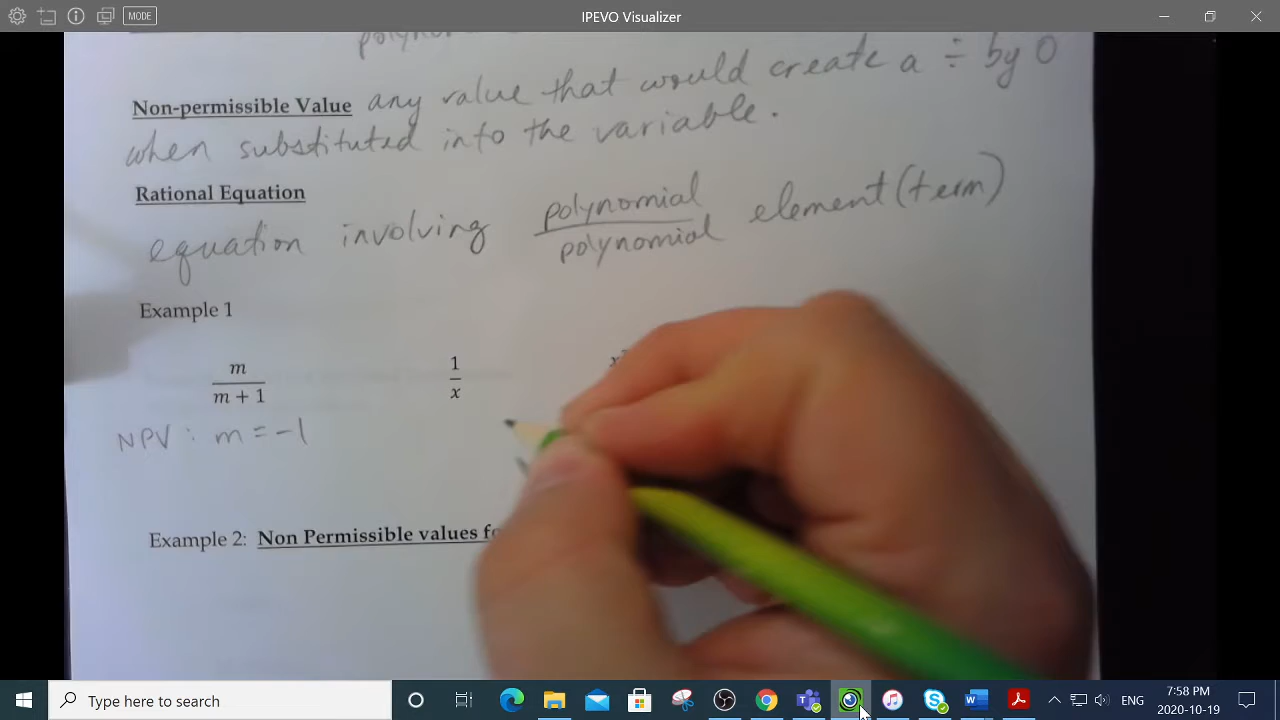 MODE
IPEVO Visualizer
Non-permissible Value any value that would create a ÷ by 0
when substituted into the variable.
Rational Equation
equation involving polynomial/polynomial element (term)
Example 1
m/m + 1
1/x
NPV : m = -1
Example 2: Non Permissible values
Type here to search
ENG
7:58 PM
2020-10-19